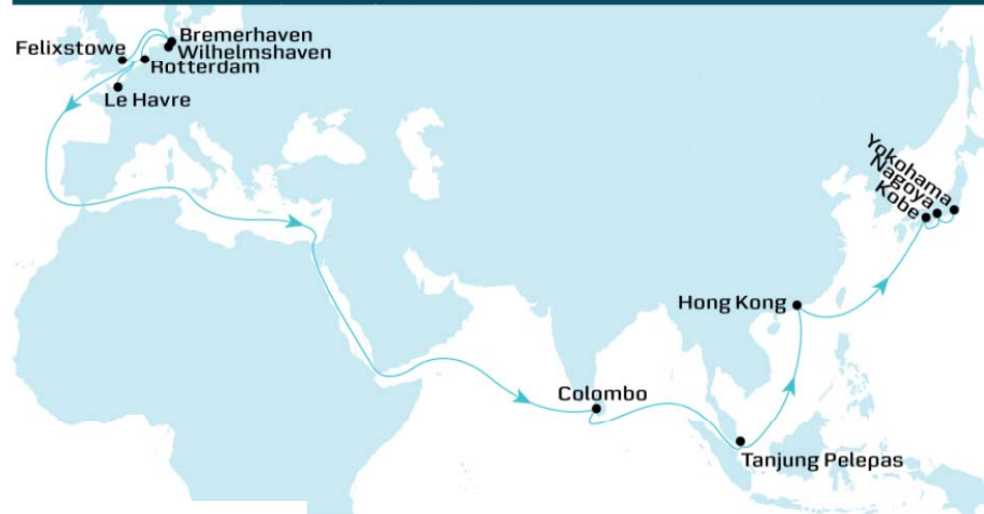 Bremerhaven
Felixstowe
Wilhelmshaven
Rotterdam
Le Havre
Yokohama
Nagoya
Kobe
Hong Kong
Colombo
Tanjung Pelepas